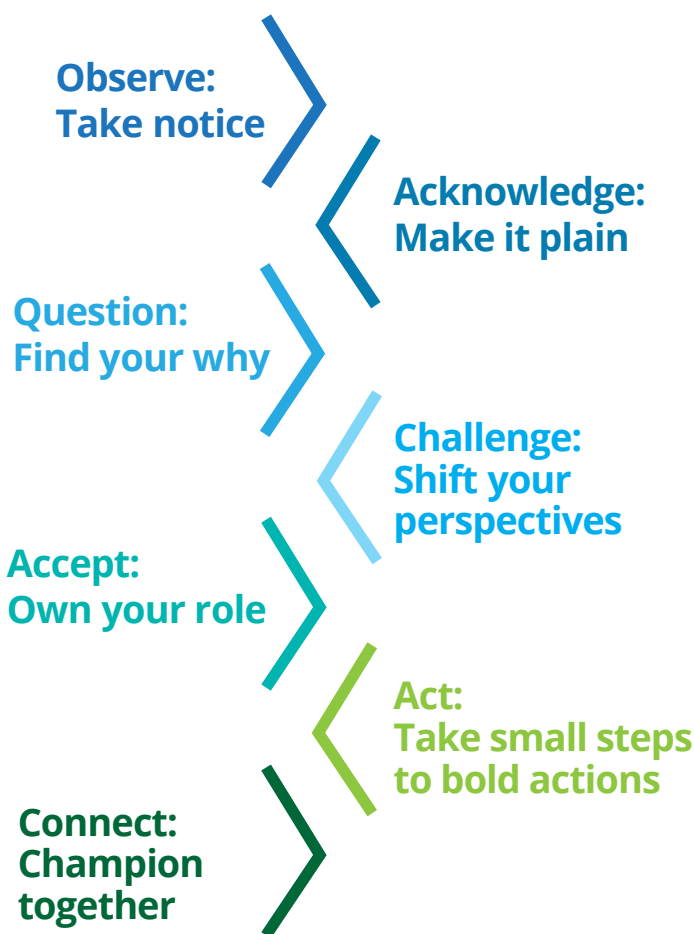 Observe:
Take notice
Acknowledge:
Make it plain
Question:
Find your why
Challenge:
Shift your
perspectives
Accept:
Own your role
Act:
Take small steps
to bold actions
Connect:
Champion
together